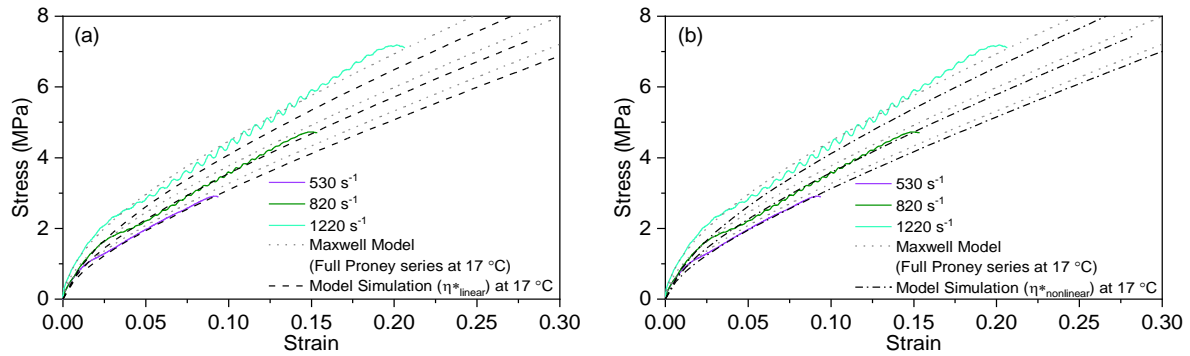 (a)
8
6
4
2
0
Stress (MPa)
0.00 0.05 0.10 0.15 0.20 0.25 0.30
Strain
530 s⁻¹
820 s⁻¹
1220 s⁻¹
Maxwell Model
(Full Proney series at 17 °C)
Model Simulation (η*linear) at 17 °C
(b)
8
6
4
2
0
Stress (MPa)
0.00 0.05 0.10 0.15 0.20 0.25 0.30
Strain
530 s⁻¹
820 s⁻¹
1220 s⁻¹
Maxwell Model
(Full Proney series at 17 °C)
Model Simulation (η*nonlinear) at 17 °C